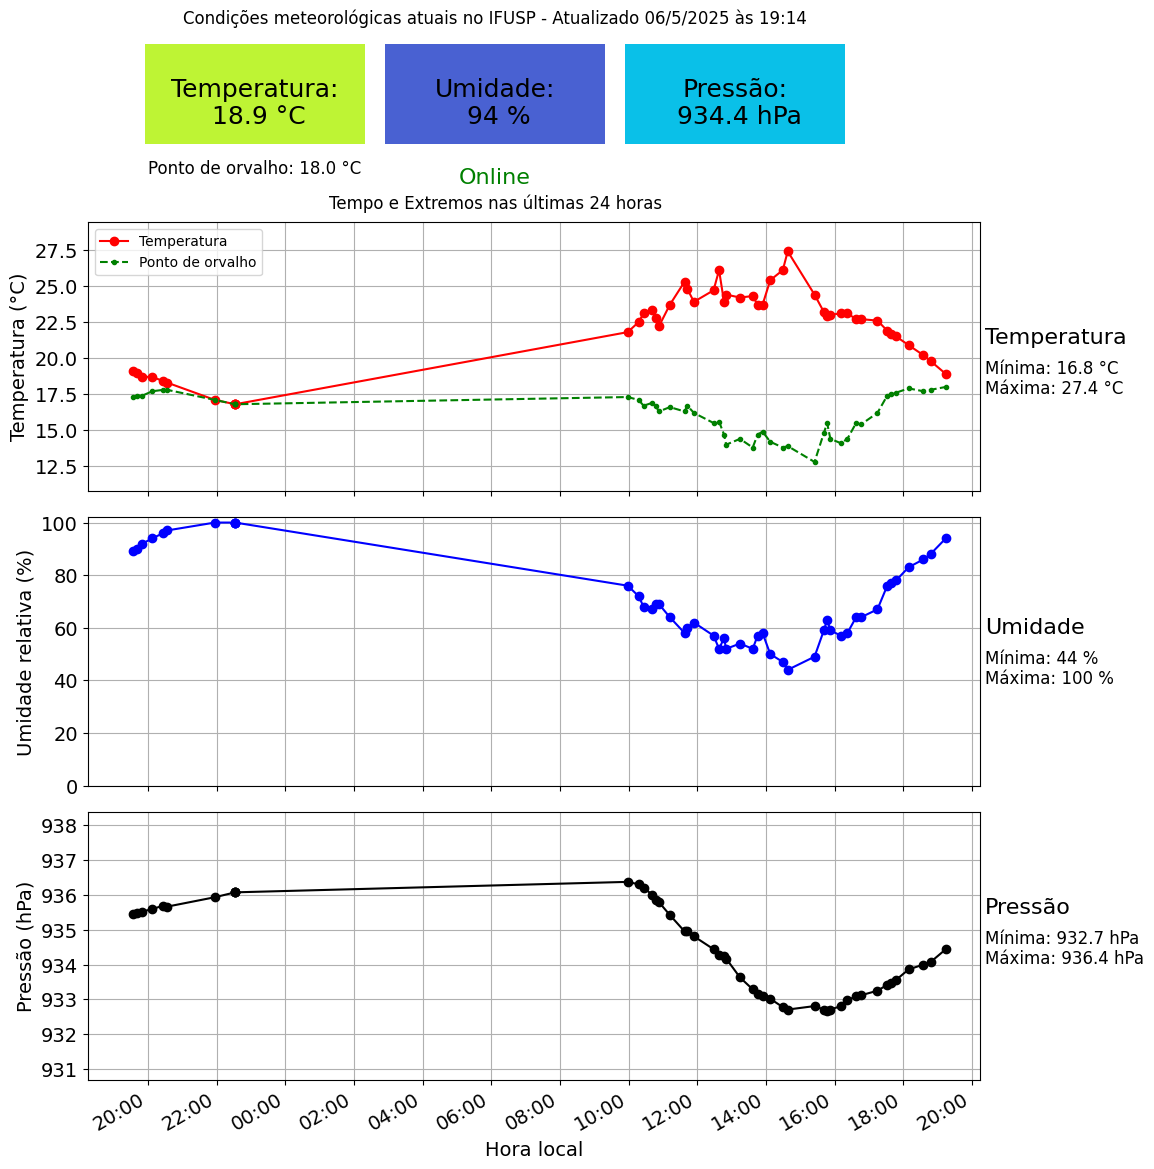 Condições meteorológicas atuais no IFUSP - Atualizado 06/5/2025 às 19:14
Temperatura:
18.9 °C
Umidade:
94 %
Pressão:
934.4 hPa
Ponto de orvalho: 18.0 °C
Online
Tempo e Extremos nas últimas 24 horas
Temperatura (°C)
27.5
25.0
22.5
20.0
17.5
15.0
12.5
Temperatura
Ponto de orvalho
Temperatura
Mínima: 16.8 °C
Máxima: 27.4 °C
Umidade relativa (%)
100
80
60
40
20
0
Umidade
Mínima: 44 %
Máxima: 100 %
Pressão (hPa)
938
937
936
935
934
933
932
931
Pressão
Mínima: 932.7 hPa
Máxima: 936.4 hPa
20:00 22:00 00:00 02:00 04:00 06:00 08:00 10:00 12:00 14:00 16:00 18:00 20:00
Hora local